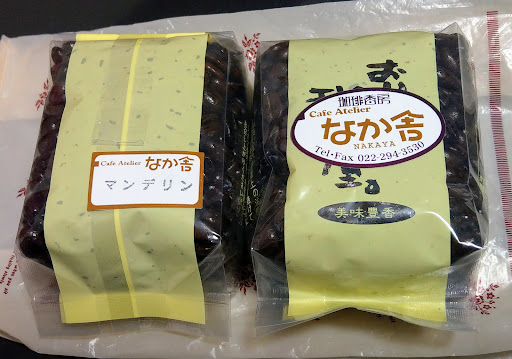 Cafe Atelier なか舎
マンデリン
珈琲香房
Cafe Atelier
なか舎
NAKAYA
Tel・Fax 022-294-3530
美味豊香